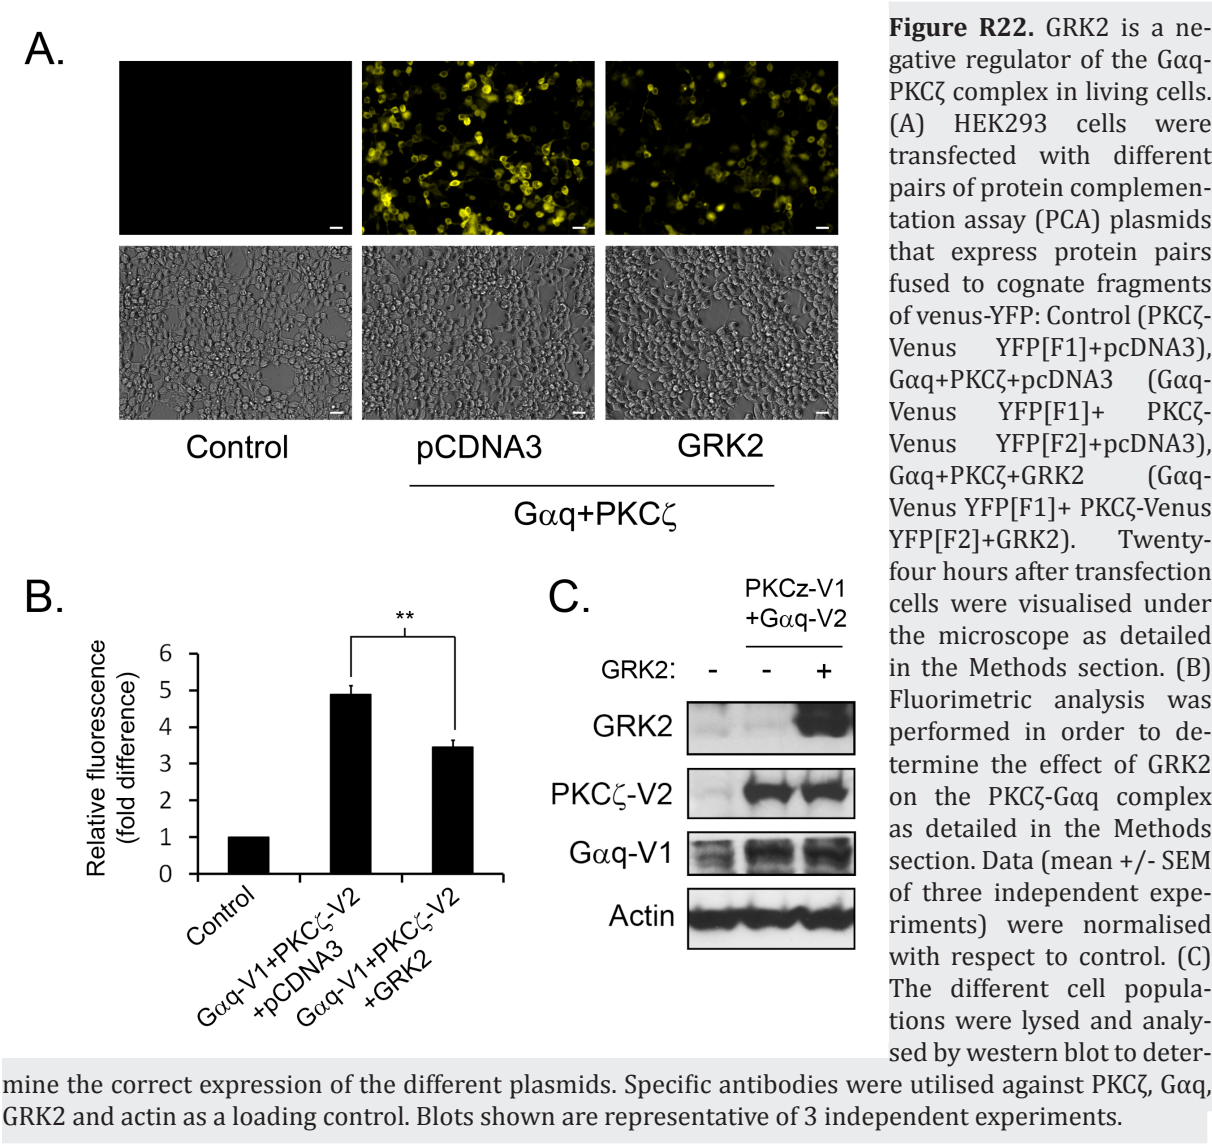 A.
Control
pCDNA3
GRK2
Gαq+PKCζ
B.
**
Relative fluorescence
(fold difference)
6
5
4
3
2
1
0
Control
Gαq-V1+PKCζ-V2
+pCDNA3
Gαq-V1+PKCζ-V2
+GRK2
C.
PKCz-V1
+Gαq-V2
GRK2: - - +
GRK2
PKCζ-V2
Gαq-V1
Actin
Figure R22. GRK2 is a ne-
gative regulator of the Gαq-
PKCζ complex in living cells.
(A) HEK293 cells were
transfected with different
pairs of protein complemen-
tation assay (PCA) plasmids
that express protein pairs
fused to cognate fragments
of venus-YFP: Control (PKCζ-
Venus YFP[F1]+pcDNA3),
Gαq+PKCζ+pcDNA3 (Gαq-
Venus YFP[F1]+ PKCζ-
Venus YFP[F2]+pcDNA3),
Gαq+PKCζ+GRK2 (Gαq-
Venus YFP[F1]+ PKCζ-Venus
YFP[F2]+GRK2). Twenty-
four hours after transfection
cells were visualised under
the microscope as detailed
in the Methods section. (B)
Fluorimetric analysis was
performed in order to de-
termine the effect of GRK2
on the PKCζ-Gαq complex
as detailed in the Methods
section. Data (mean +/- SEM
of three independent expe-
riments) were normalised
with respect to control. (C)
The different cell popula-
tions were lysed and analy-
sed by western blot to deter-
mine the correct expression of the different plasmids. Specific antibodies were utilised against PKCζ, Gαq,
GRK2 and actin as a loading control. Blots shown are representative of 3 independent experiments.